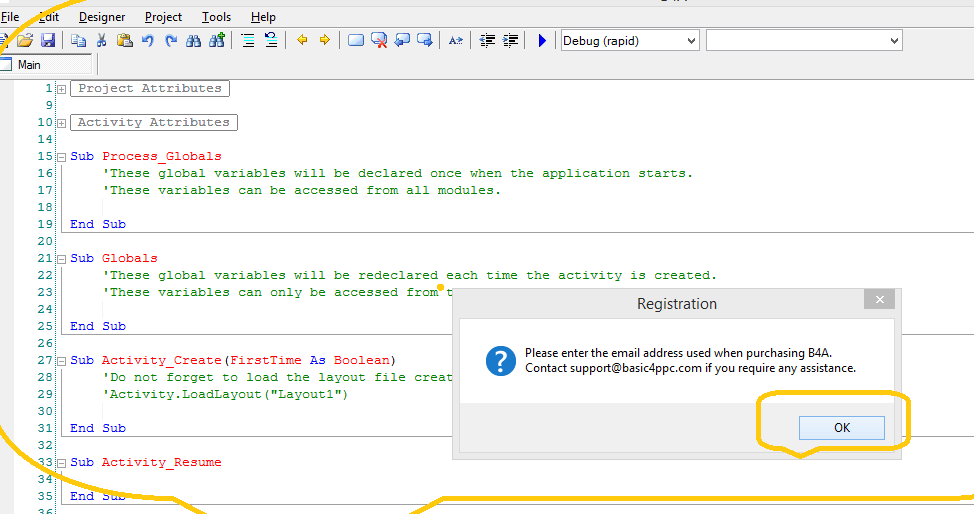 File Edit Designer Project Tools Help
Debug (rapid)
Main
1 Project Attributes
9
10 Activity Attributes
14
15 Sub Process_Globals
16 'These global variables will be declared once when the application starts.
17 'These variables can be accessed from all modules.
18
19 End Sub
20
21 Sub Globals
22 'These global variables will be redeclared each time the activity is created.
23 'These variables can only be accessed from t
24
25 End Sub
26
27 Sub Activity_Create(FirstTime As Boolean)
28 'Do not forget to load the layout file creat
29 'Activity.LoadLayout("Layout1")
30
31 End Sub
32
33 Sub Activity_Resume
34
35 End Sub
36
Registration
Please enter the email address used when purchasing B4A.
Contact support@basic4ppc.com if you require any assistance.
OK